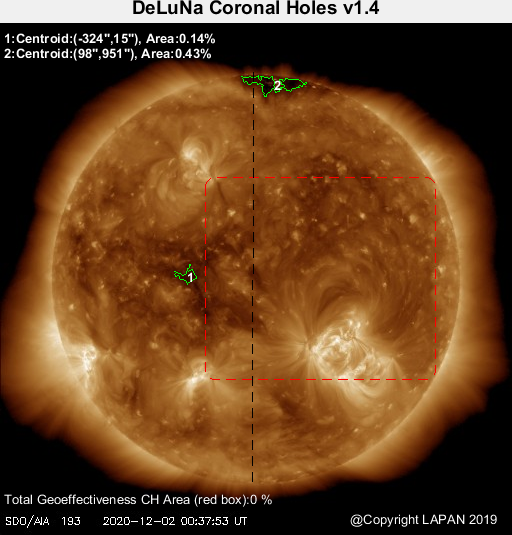 DeLuNa Coronal Holes v1.4
1:Centroid:(-324",15"), Area:0.14%
2:Centroid:(98",951"), Area:0.43%
2
1
Total Geoeffectiveness CH Area (red box):0 %
SDO/AIA 193 2020-12-02 00:37:53 UT
@Copyright LAPAN 2019